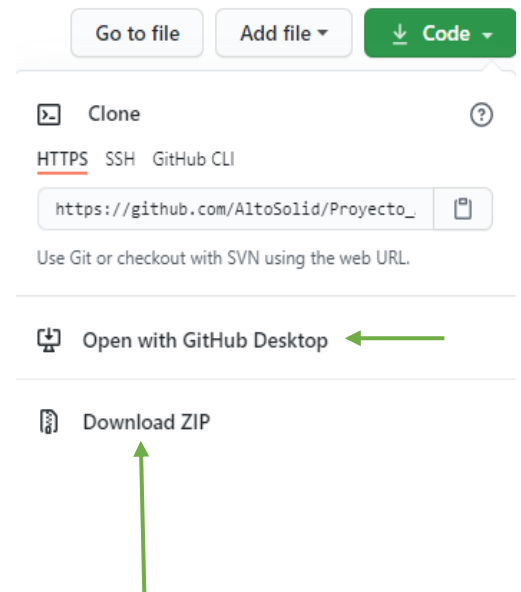 Go to file Add file Code
Clone
HTTPS SSH GitHub CLI
https://github.com/AltoSolid/Proyecto_
Use Git or checkout with SVN using the web URL.
Open with GitHub Desktop
Download ZIP